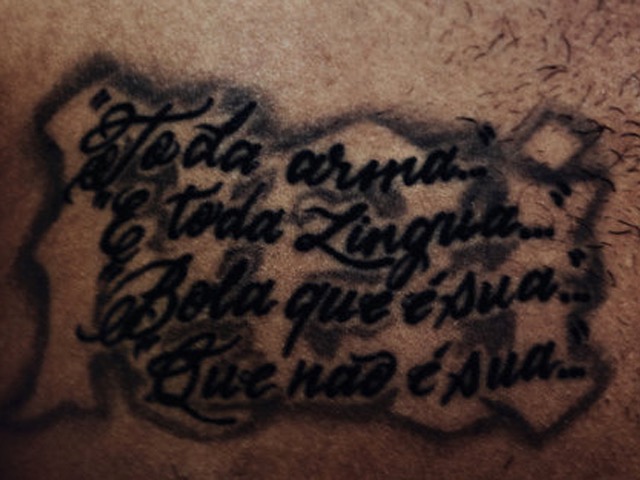 "Toda arma..."
"E toda Lingua..."
"Bola que é sua..."
"Que não é sua..."